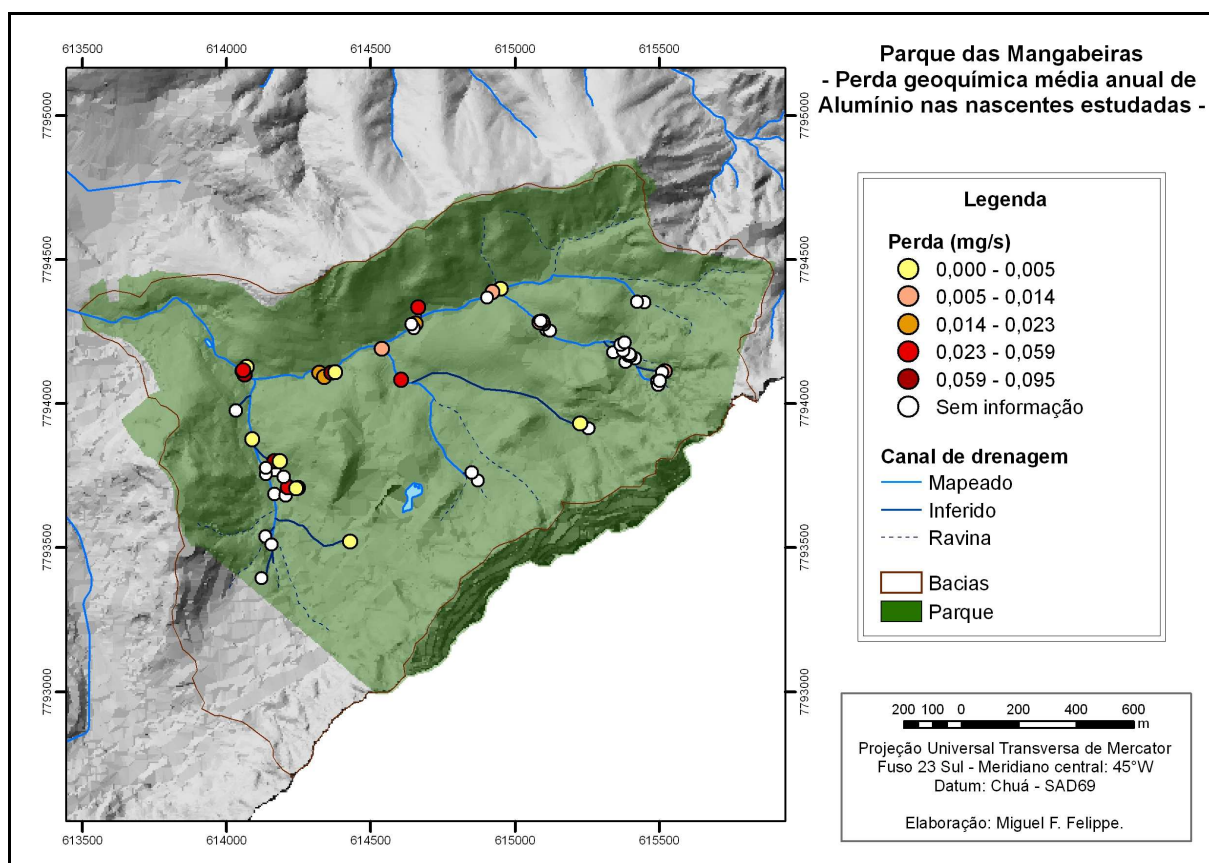 Parque das Mangabeiras
- Perda geoquímica média anual de
Alumínio nas nascentes estudadas -
613500 614000 614500 615000 615500
7795000 7795000
7794500 7794500
7794000 7794000
7793500 7793500
7793000 7793000
613500 614000 614500 615000 615500
Legenda
Perda (mg/s)
0,000 - 0,005
0,005 - 0,014
0,014 - 0,023
0,023 - 0,059
0,059 - 0,095
Sem informação
Canal de drenagem
Mapeado
Inferido
Ravina
Bacias
Parque
200 100 0 200 400 600
m
Projeção Universal Transversa de Mercator
Fuso 23 Sul - Meridiano central: 45°W
Datum: Chuá - SAD69
Elaboração: Miguel F. Felippe.